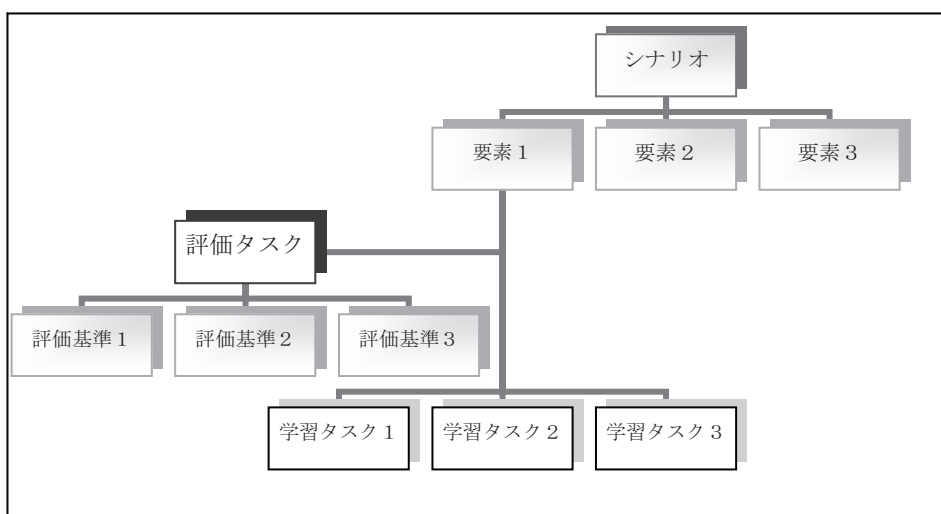 シナリオ
要素１
要素２
要素３
評価タスク
評価基準１
評価基準２
評価基準３
学習タスク１
学習タスク２
学習タスク３